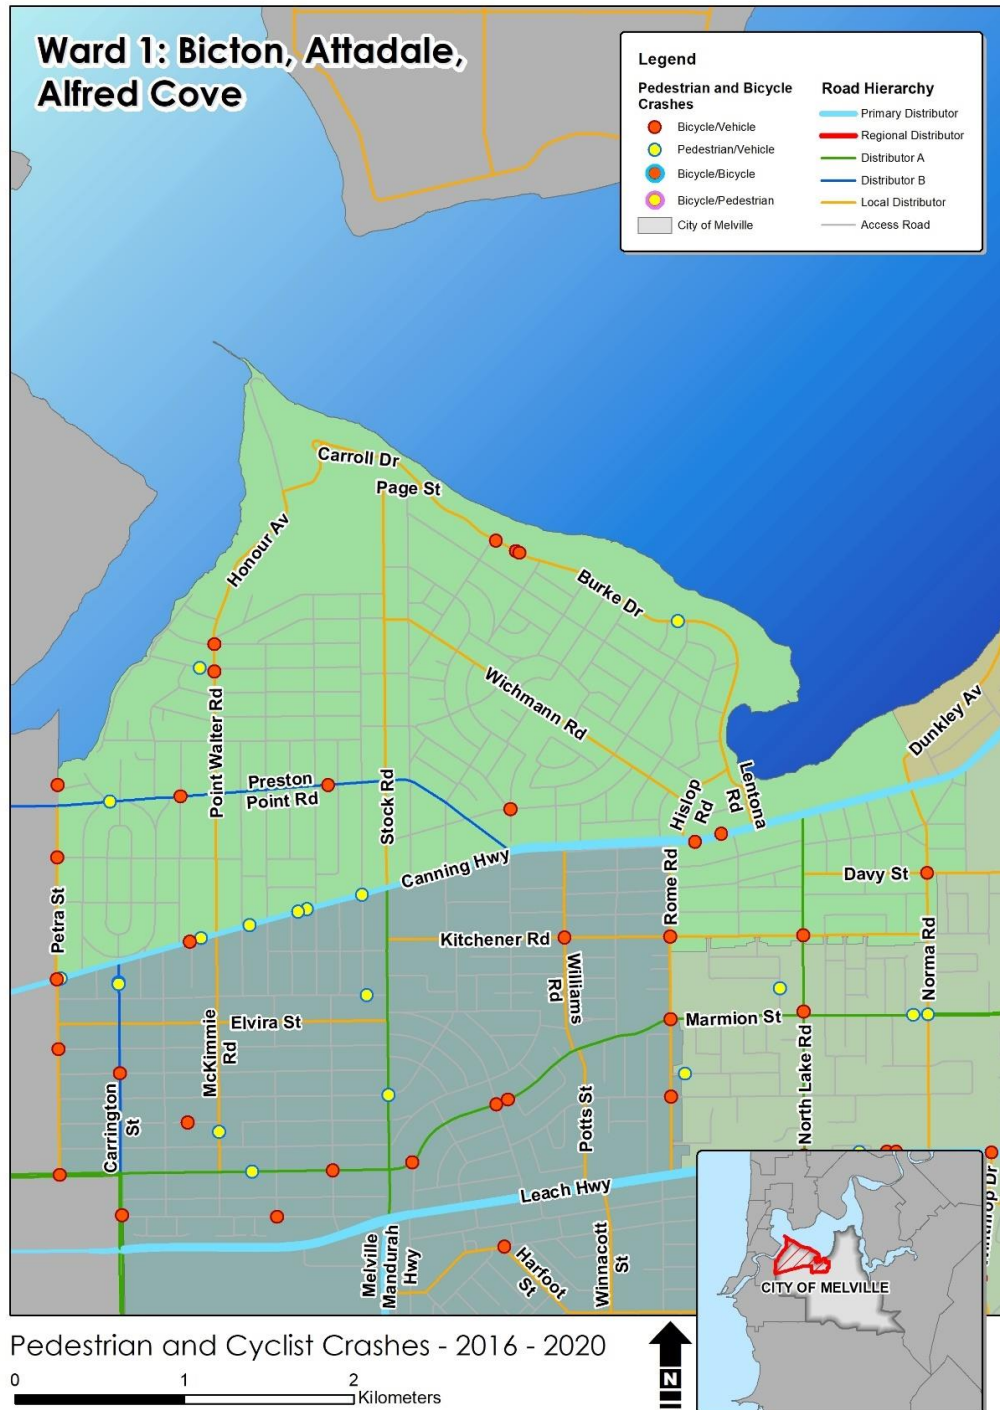 Ward 1: Bicton, Attadale,
Alfred Cove
Legend
Pedestrian and Bicycle
Crashes
Bicycle/Vehicle
Pedestrian/Vehicle
Bicycle/Bicycle
Bicycle/Pedestrian
City of Melville
Road Hierarchy
Primary Distributor
Regional Distributor
Distributor A
Distributor B
Local Distributor
Access Road
Carroll Dr
Page St
Honour Av
Burke Dr
Wichmann Rd
Dunkley Av
Point Walter Rd
Preston
Point Rd
Stock Rd
Hislop
Rd
Lentona
Rd
Canning Hwy
Rome Rd
Davy St
Petra St
Kitchener Rd
Williams
Rd
Norma Rd
Elvira St
McKimmie
Rd
Marmion St
North Lake Rd
Carrington
St
Potts St
Leach Hwy
Melville
Mandurah
Hwy
Harfoot
St
Winnacott
St
CITY OF MELVILLE
Pedestrian and Cyclist Crashes - 2016 - 2020
0 1 2
Kilometers
N